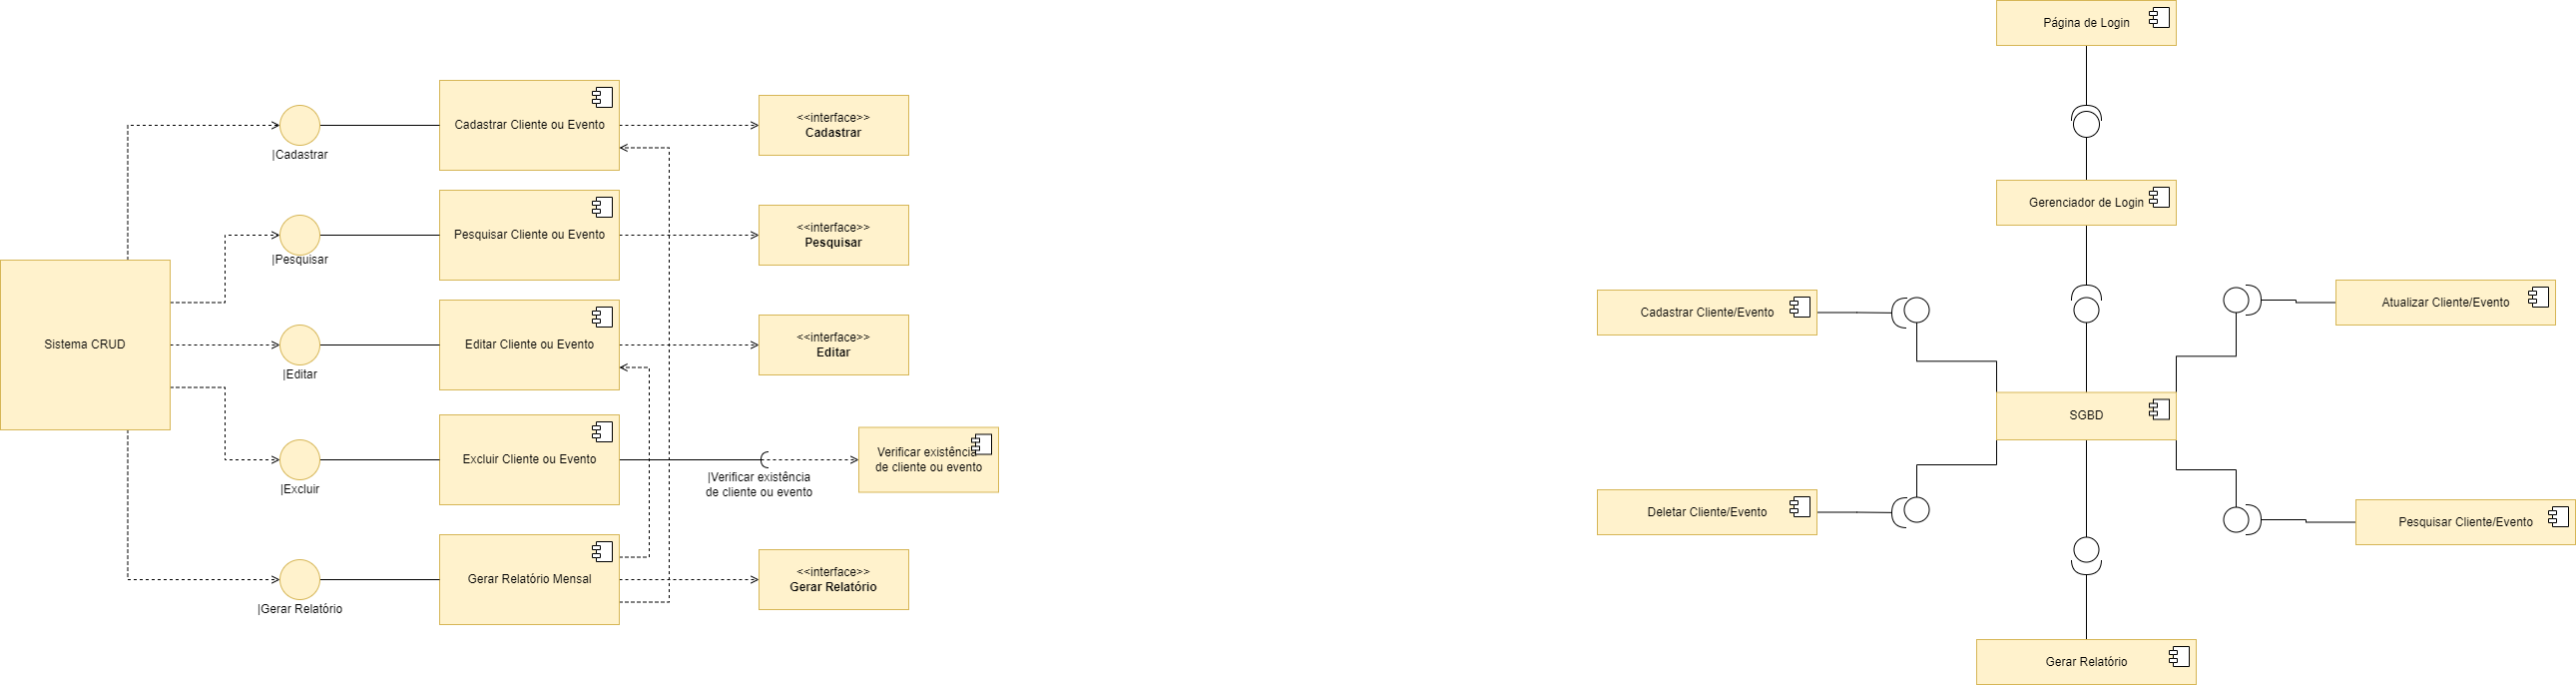 Cadastrar Cliente ou Evento
<<interface>>
Cadastrar
|Cadastrar
Pesquisar Cliente ou Evento
<<interface>>
Pesquisar
|Pesquisar
Sistema CRUD
Editar Cliente ou Evento
<<interface>>
Editar
|Editar
Excluir Cliente ou Evento
|Excluir
|Verificar existência
de cliente ou evento
Verificar existência
de cliente ou evento
Gerar Relatório Mensal
<<interface>>
Gerar Relatório
|Gerar Relatório
Página de Login
Gerenciador de Login
Cadastrar Cliente/Evento
Atualizar Cliente/Evento
SGBD
Deletar Cliente/Evento
Pesquisar Cliente/Evento
Gerar Relatório